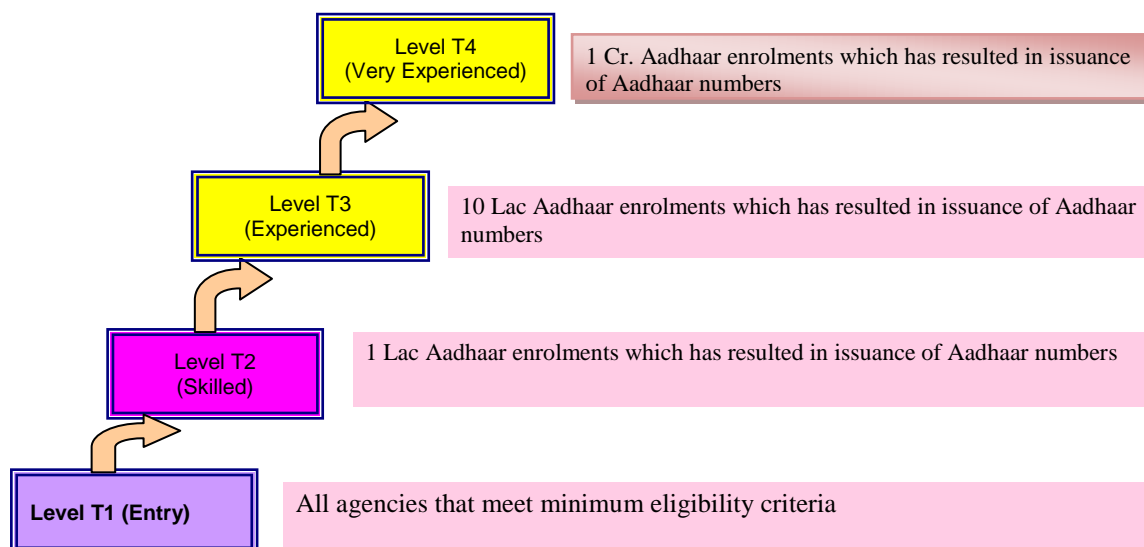 Level T4
(Very Experienced)
1 Cr. Aadhaar enrolments which has resulted in issuance
of Aadhaar numbers
Level T3
(Experienced)
10 Lac Aadhaar enrolments which has resulted in issuance of Aadhaar
numbers
Level T2
(Skilled)
1 Lac Aadhaar enrolments which has resulted in issuance of Aadhaar numbers
Level T1 (Entry)
All agencies that meet minimum eligibility criteria